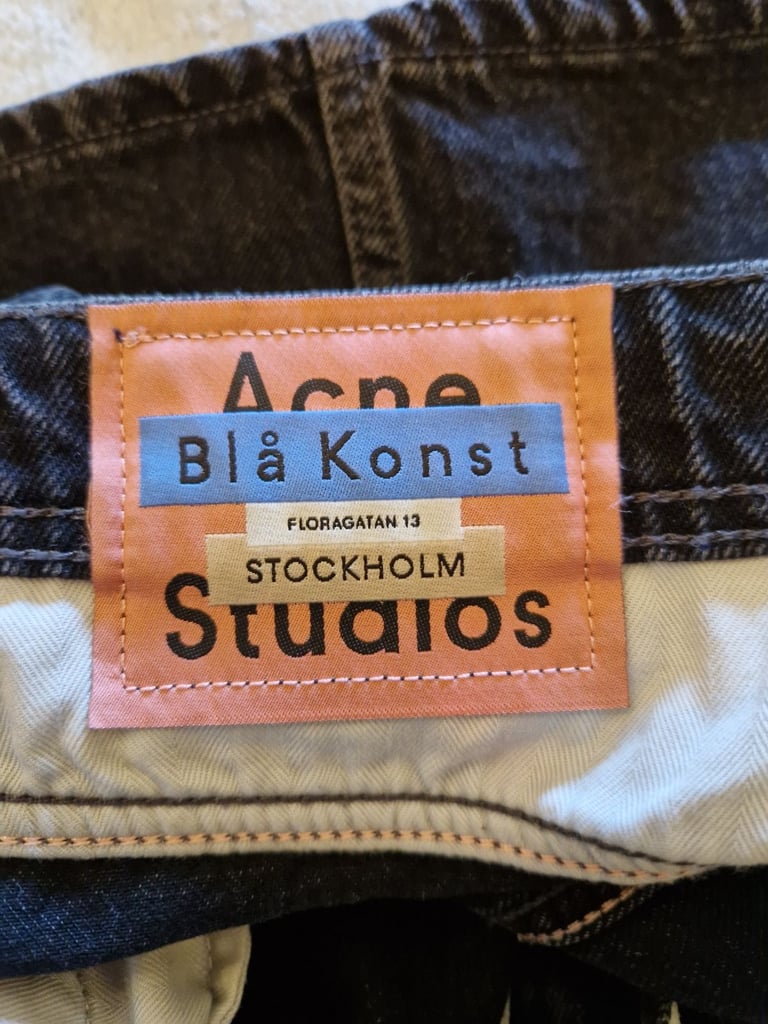 Acne
Blå Konst
FLORAGATAN 13
STOCKHOLM
Studios